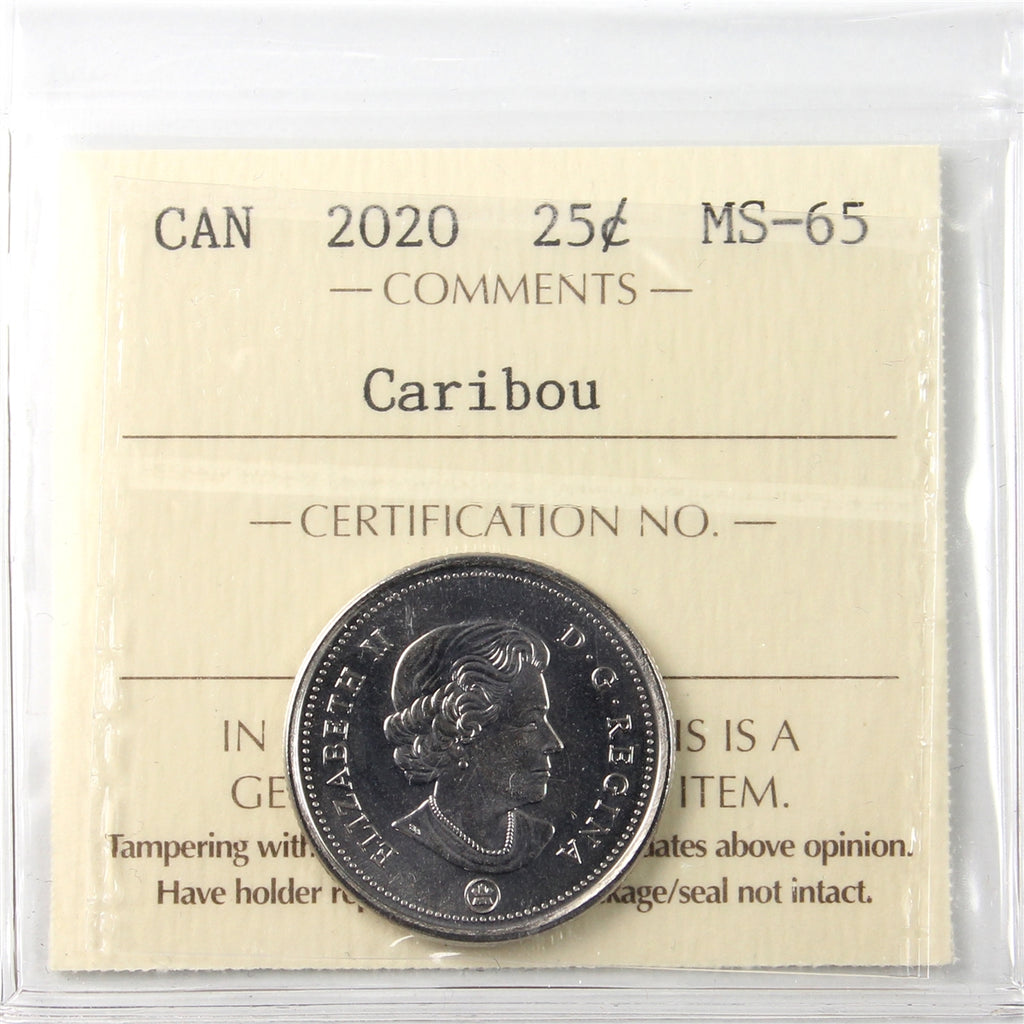 CAN 2020 25¢ MS-65
— COMMENTS —
Caribou
— CERTIFICATION NO. —
ELIZABETH II D·G·REGINA
IN IS IS A
GE ITEM.
Tampering with ates above opinion.
Have holder re kage/seal not intact.